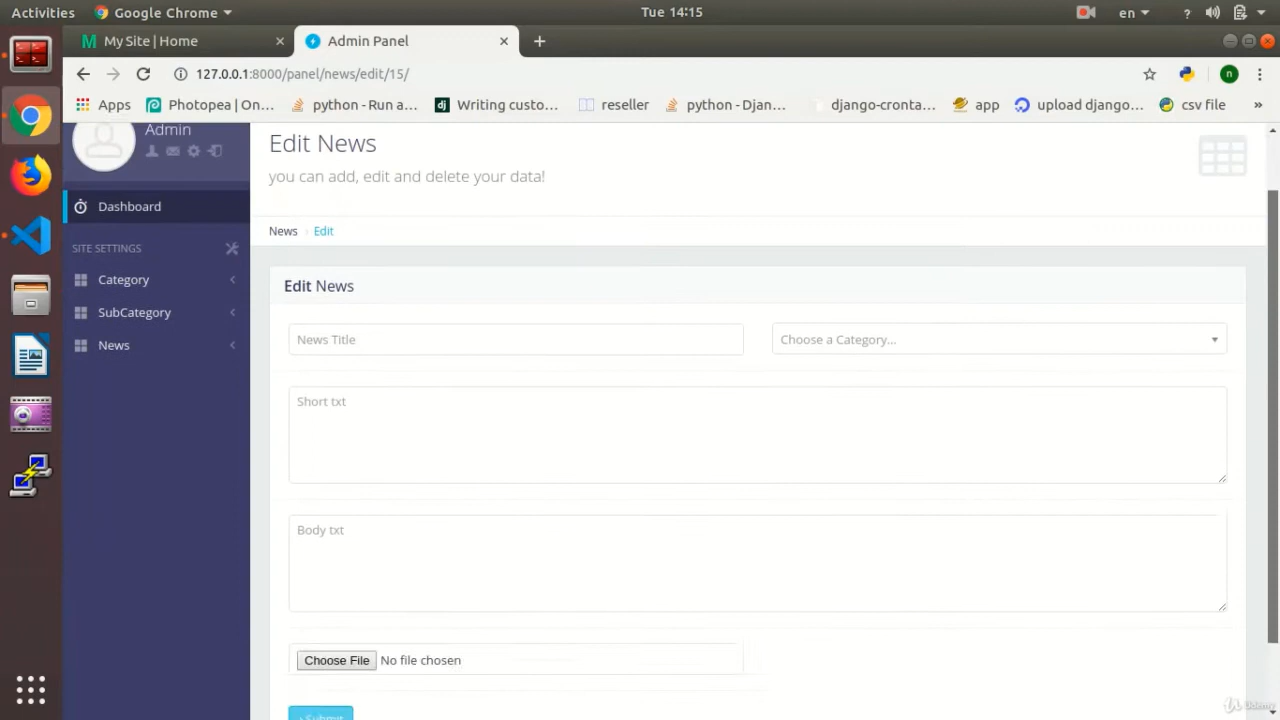 Activities Google Chrome Tue 14:15 en ?
M My Site | Home × Admin Panel × +
127.0.0.1:8000/panel/news/edit/15/ n
Apps Photopea | On... python - Run a... dj Writing custo... reseller python - Djan... django-cronta... app upload django... csv file »
Admin
Edit News
you can add, edit and delete your data!
Dashboard
News Edit
SITE SETTINGS
Category
SubCategory
News
Edit News
News Title Choose a Category...
Short txt
Body txt
Choose File No file chosen
Submit
Udemy